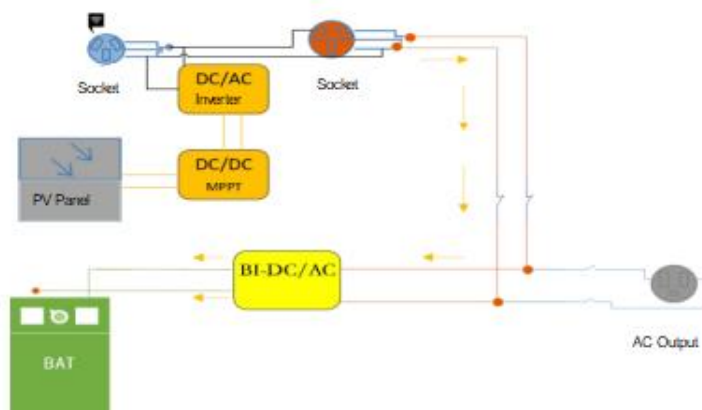 Socket
Socket
DC/AC
Inverter
DC/DC
MPPT
PV Panel
BI-DC/AC
AC Output
BAT